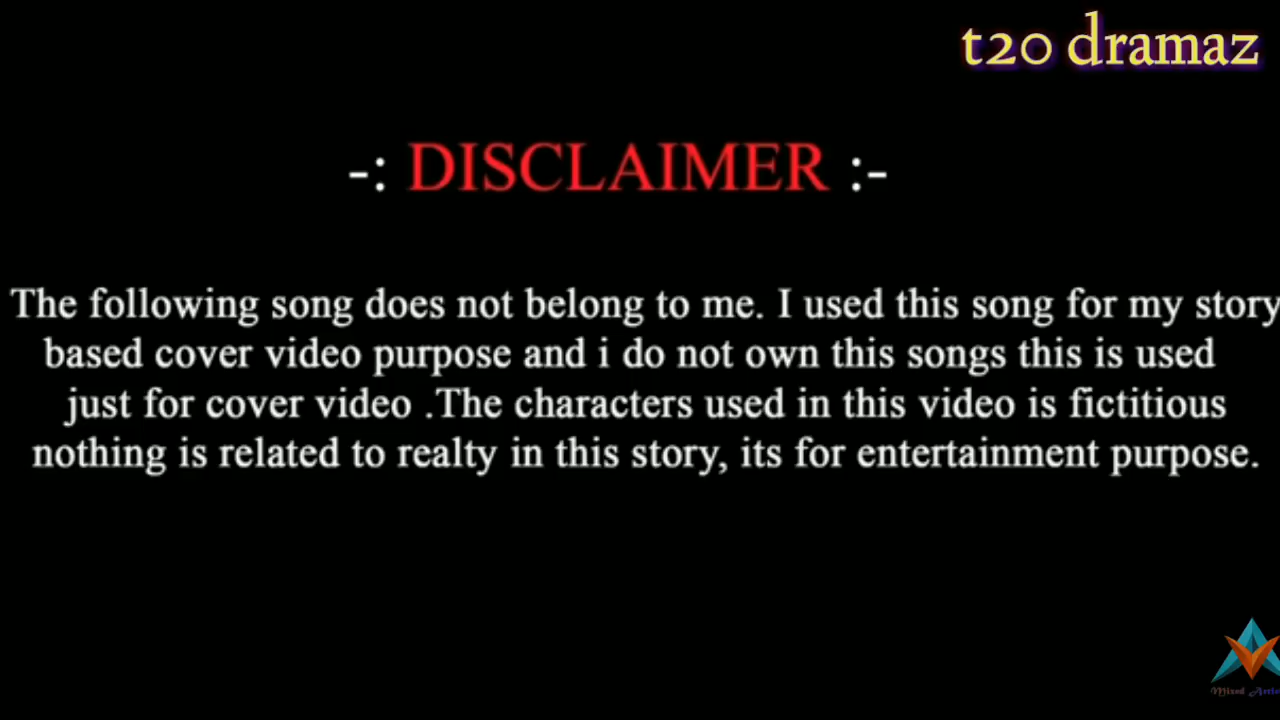 t20 dramaz
-: DISCLAIMER :-
The following song does not belong to me. I used this song for my story
based cover video purpose and i do not own this songs this is used
just for cover video .The characters used in this video is fictitious
nothing is related to realty in this story, its for entertainment purpose.
Mixed